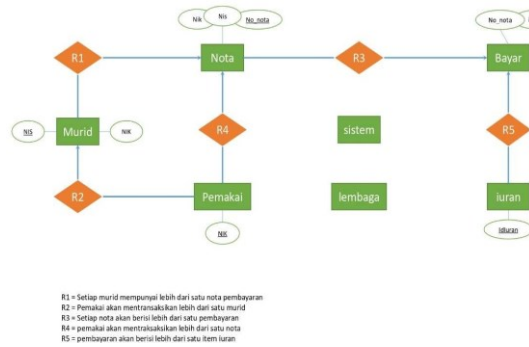 Nik
Nis
No_nota
No_nota
R1
Nota
R3
Bayar
NIS
Murid
NIK
R4
sistem
R5
R2
Pemakai
lembaga
iuran
NIK
IdIuran
R1 = Setiap murid mempunyai lebih dari satu nota pembayaran
R2 = Pemakai akan mentransaksikan lebih dari satu murid
R3 = Setiap nota akan berisi lebih dari satu pembayaran
R4 = pemakai akan mentraksaksikan lebih dari satu nota
R5 = pembayaran akan berisi lebih dari satu item iuran